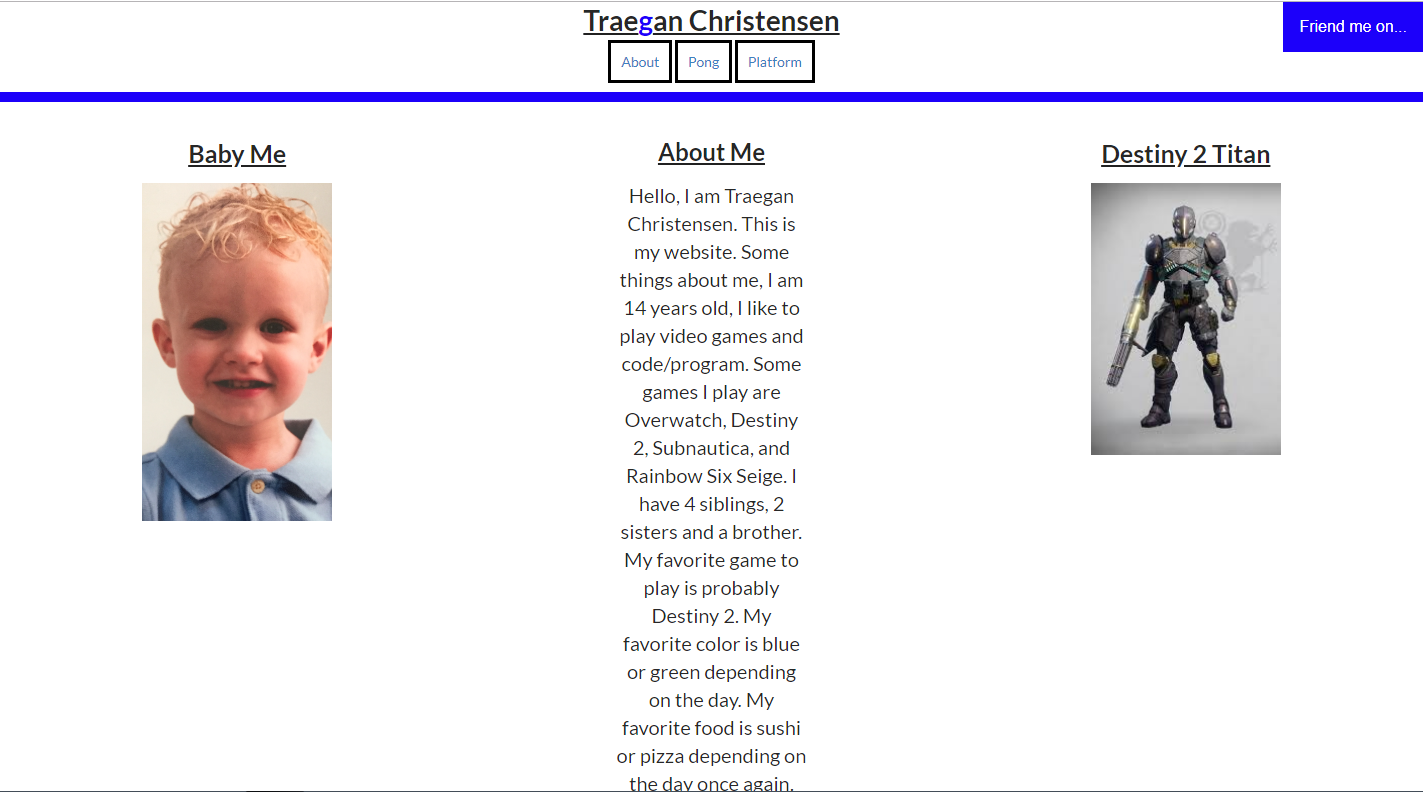 Traegan Christensen
Friend me on...
About
Pong
Platform
Baby Me
About Me
Destiny 2 Titan
Hello, I am Traegan
Christensen. This is
my website. Some
things about me, I am
14 years old, I like to
play video games and
code/program. Some
games I play are
Overwatch, Destiny
2, Subnautica, and
Rainbow Six Seige. I
have 4 siblings, 2
sisters and a brother.
My favorite game to
play is probably
Destiny 2. My
favorite color is blue
or green depending
on the day. My
favorite food is sushi
or pizza depending on
the day once again.